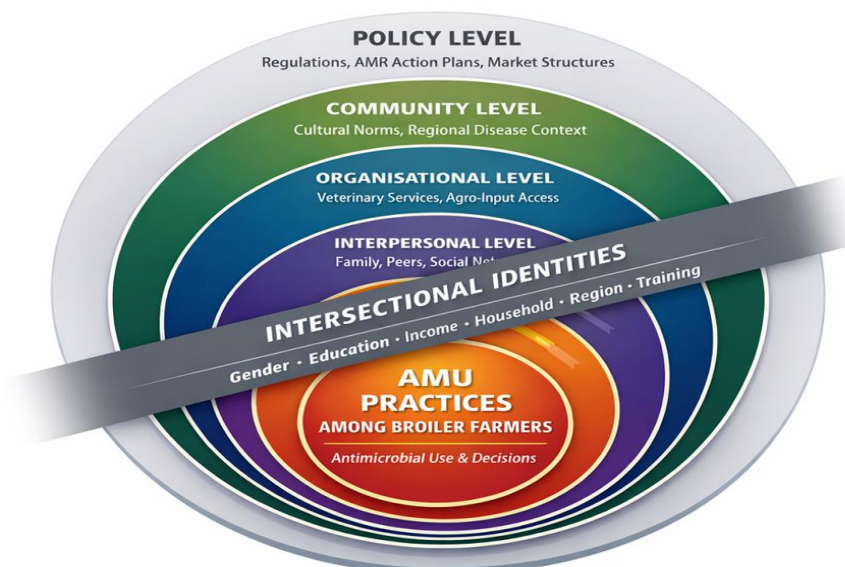 POLICY LEVEL
Regulations, AMR Action Plans, Market Structures
COMMUNITY LEVEL
Cultural Norms, Regional Disease Context
ORGANISATIONAL LEVEL
Veterinary Services, Agro-Input Access
INTERPERSONAL LEVEL
Family, Peers, Social
INTERSECTIONAL IDENTITIES
Gender • Education • Income • Household • Region • Training
AMU
PRACTICES
AMONG BROILER FARMERS
Antimicrobial Use & Decisions